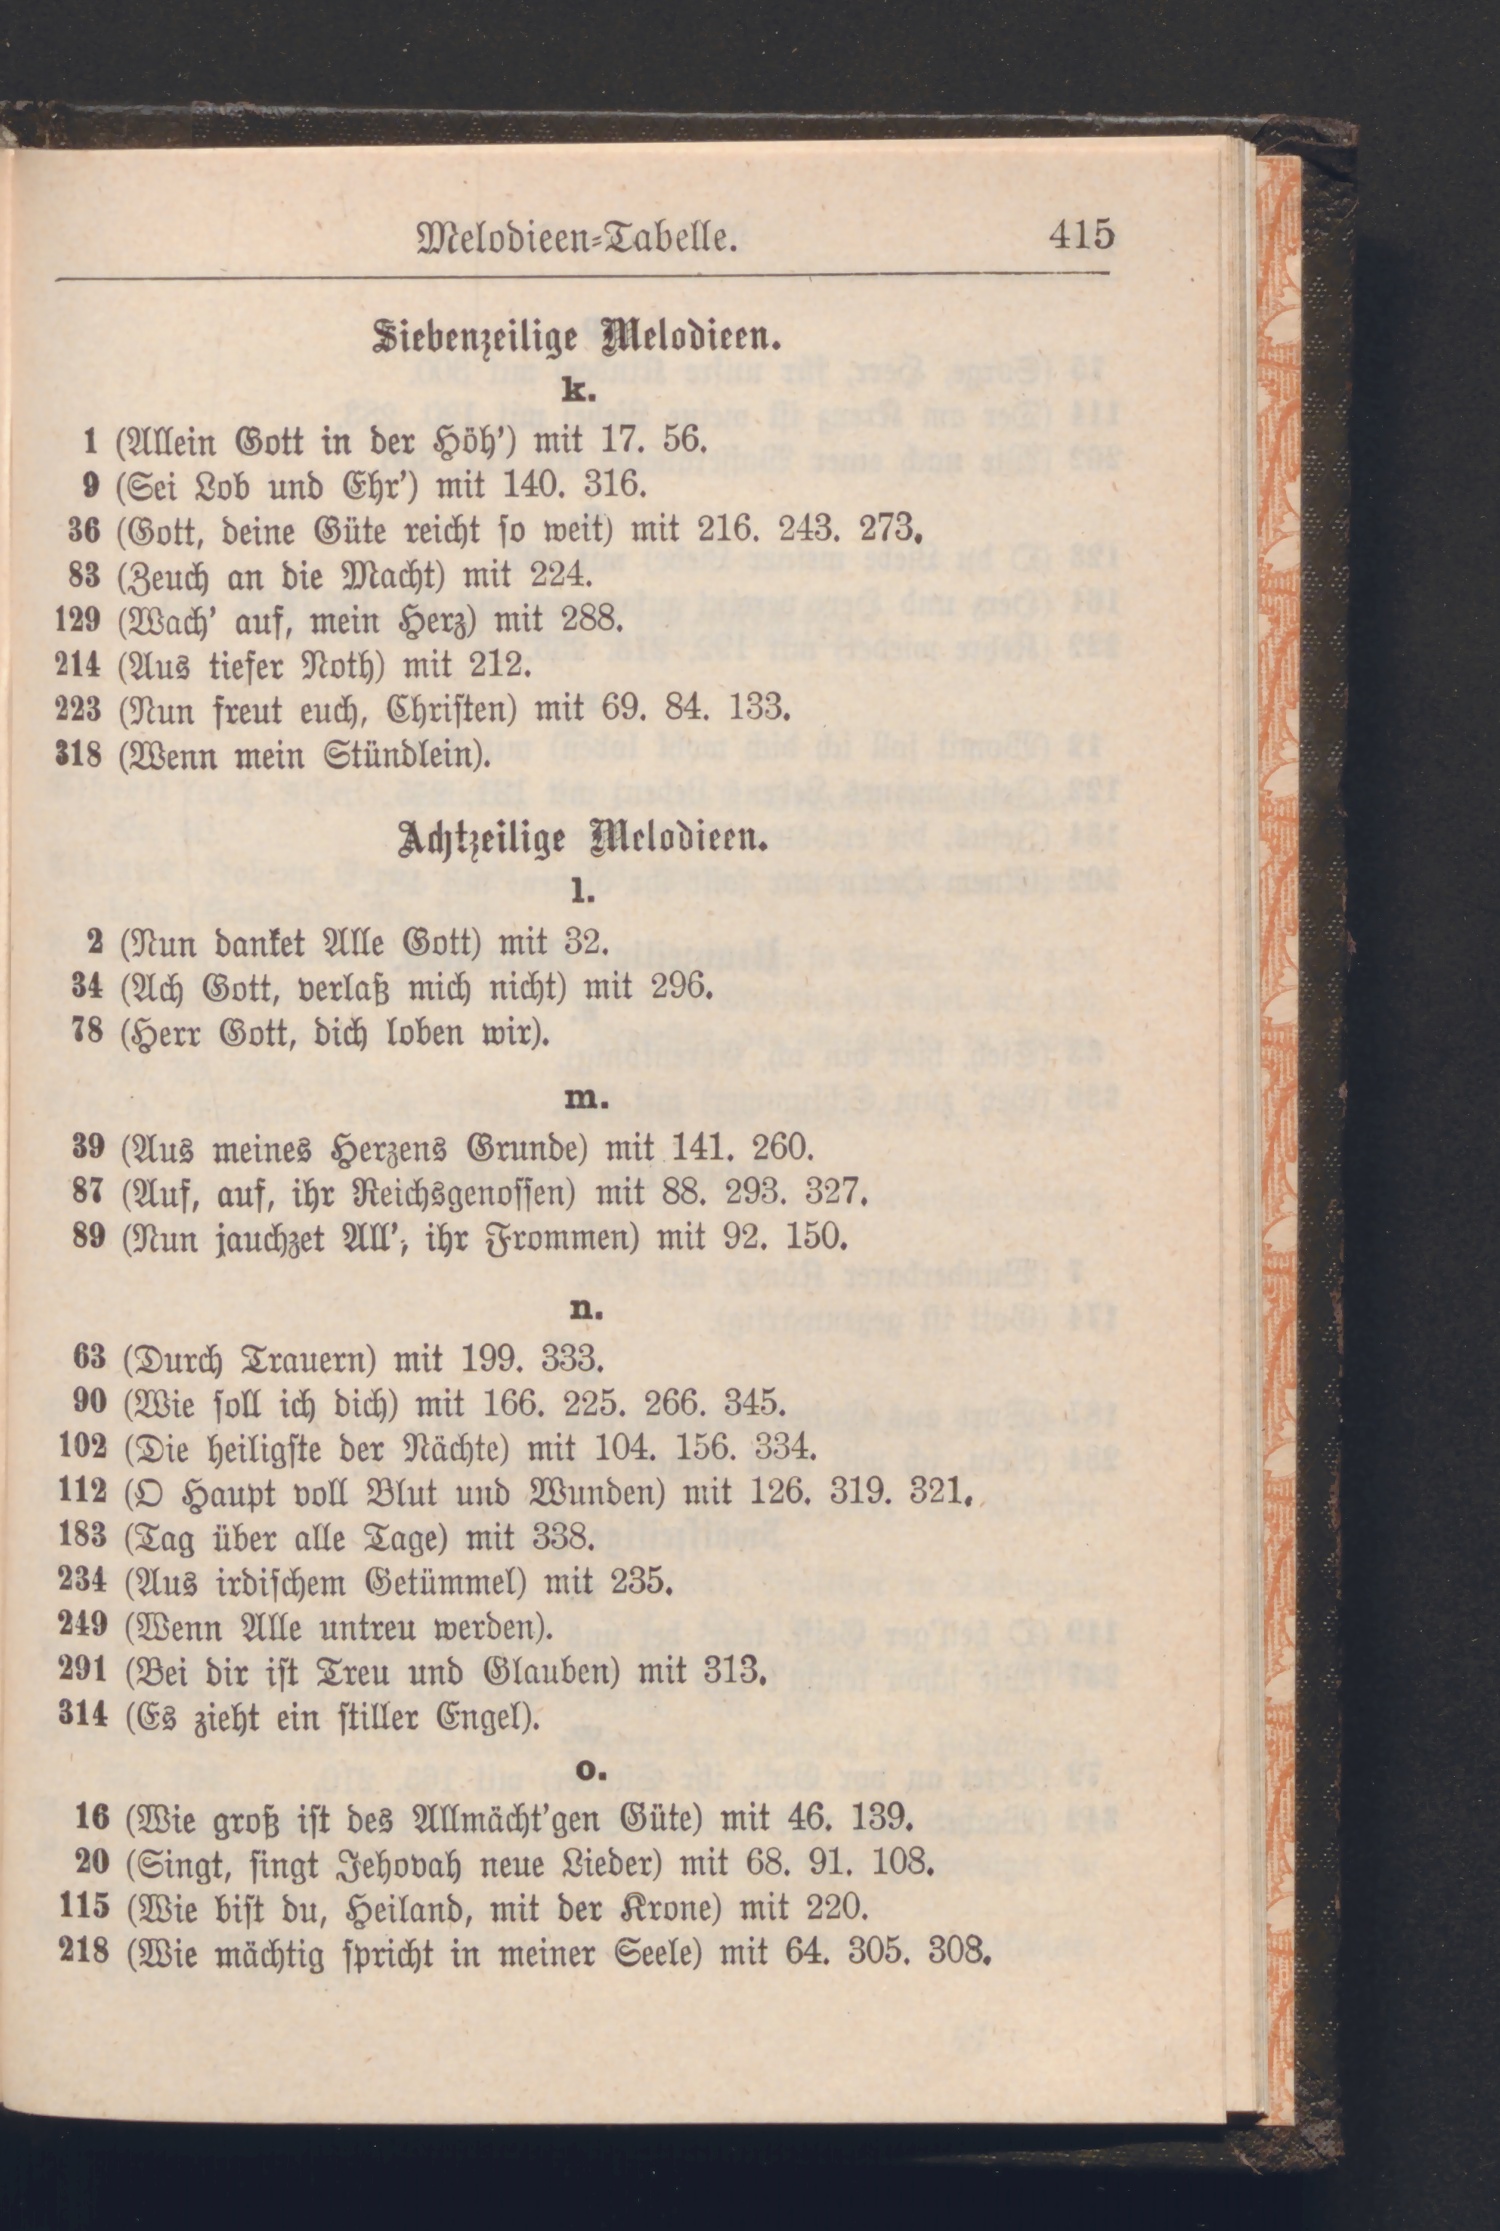 Melodieen-Tabelle. 415
Siebenzeilige Melodieen.
k.
1 (Allein Gott in der Höh') mit 17. 56.
9 (Sei Lob und Ehr') mit 140. 316.
36 (Gott, deine Güte reicht so weit) mit 216. 243. 273.
83 (Zeuch an die Macht) mit 224.
129 (Wach' auf, mein Herz) mit 288.
214 (Aus tiefer Noth) mit 212.
223 (Nun freut euch, Christen) mit 69. 84. 133.
318 (Wenn mein Stündlein).
Achtzeilige Melodieen.
l.
2 (Nun danket Alle Gott) mit 32.
34 (Ach Gott, verlaß mich nicht) mit 296.
78 (Herr Gott, dich loben wir).
m.
39 (Aus meines Herzens Grunde) mit 141. 260.
87 (Auf, auf, ihr Reichsgenossen) mit 88. 293. 327.
89 (Nun jauchzet All', ihr Frommen) mit 92. 150.
n.
63 (Durch Trauern) mit 199. 333.
90 (Wie soll ich dich) mit 166. 225. 266. 345.
102 (Die heiligste der Nächte) mit 104. 156. 334.
112 (O Haupt voll Blut und Wunden) mit 126. 319. 321.
183 (Tag über alle Tage) mit 338.
234 (Aus irdischem Getümmel) mit 235.
249 (Wenn Alle untreu werden).
291 (Bei dir ist Treu und Glauben) mit 313.
314 (Es zieht ein stiller Engel).
o.
16 (Wie groß ist des Allmächt'gen Güte) mit 46. 139.
20 (Singt, singt Jehovah neue Lieder) mit 68. 91. 108.
115 (Wie bist du, Heiland, mit der Krone) mit 220.
218 (Wie mächtig spricht in meiner Seele) mit 64. 305. 308.